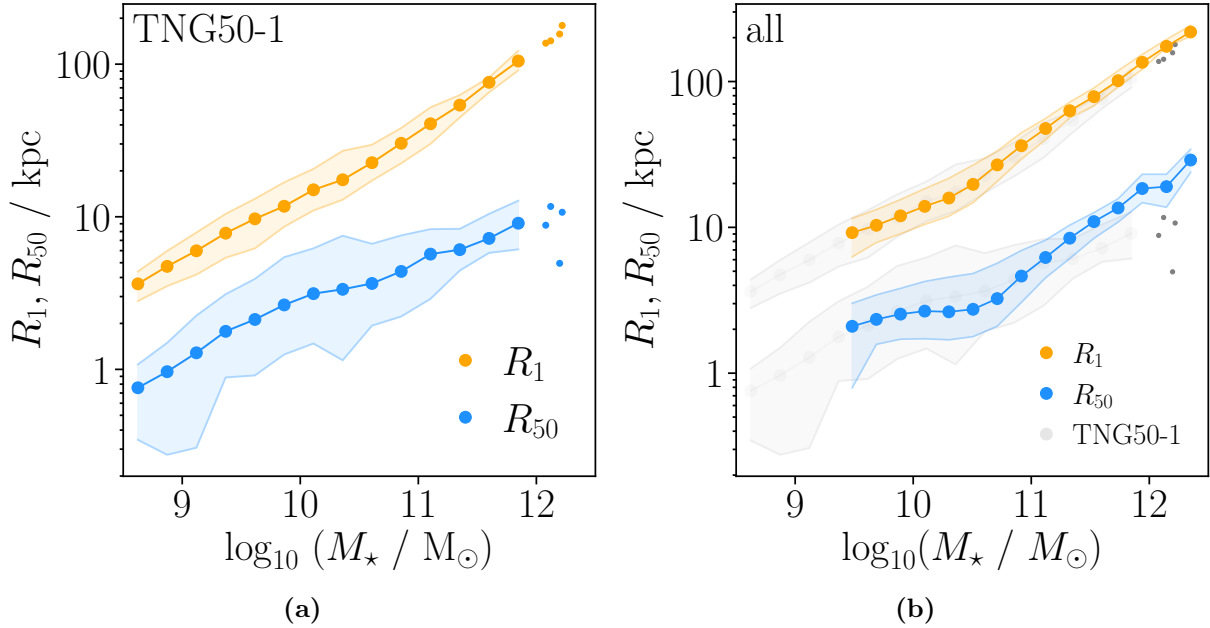 TNG50-1
100
10
1
R₁, R₅₀ / kpc
R₁
R₅₀
9 10 11 12
log₁₀ (M⋆ / M⊙)
(a)
all
100
10
1
R₁, R₅₀ / kpc
R₁
R₅₀
TNG50-1
9 10 11 12
log₁₀(M⋆ / M⊙)
(b)